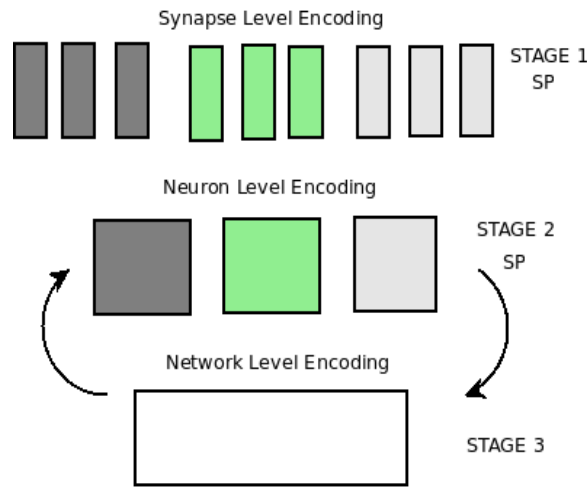 Synapse Level Encoding
STAGE 1
SP
Neuron Level Encoding
STAGE 2
SP
Network Level Encoding
STAGE 3